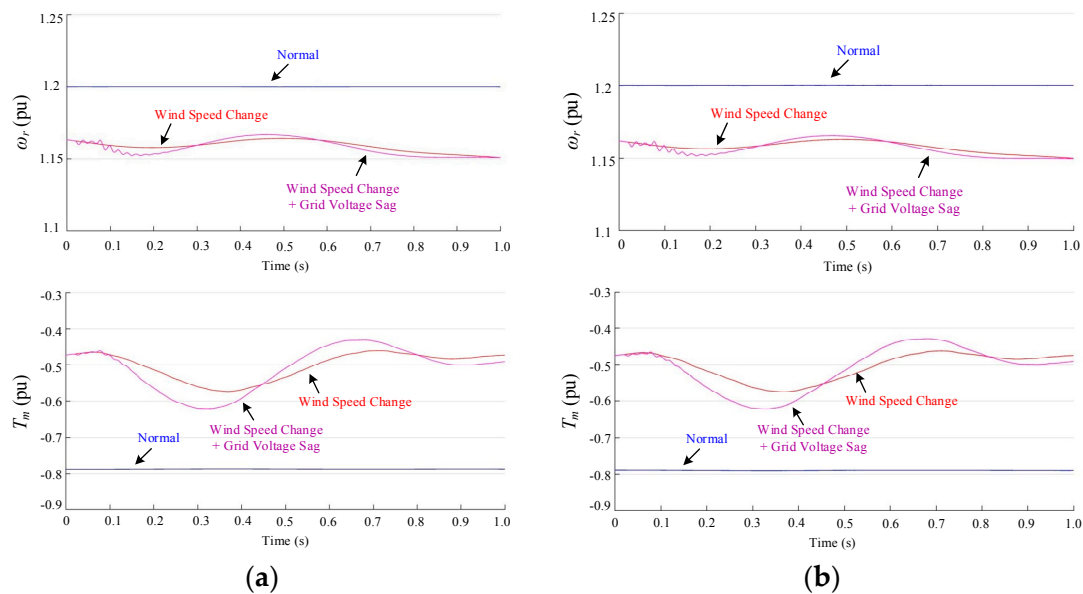 1.25
Normal
1.2
Wind Speed Change
1.15
Wind Speed Change
+ Grid Voltage Sag
1.1
ωr (pu)
0 0.1 0.2 0.3 0.4 0.5 0.6 0.7 0.8 0.9 1.0
Time (s)
-0.3
-0.4
-0.5
-0.6
-0.7
-0.8
-0.9
Tm (pu)
Wind Speed Change
Wind Speed Change
+ Grid Voltage Sag
Normal
0 0.1 0.2 0.3 0.4 0.5 0.6 0.7 0.8 0.9 1.0
Time (s)
(a)
1.25
Normal
1.2
Wind Speed Change
1.15
Wind Speed Change
+ Grid Voltage Sag
1.1
ωr (pu)
0 0.1 0.2 0.3 0.4 0.5 0.6 0.7 0.8 0.9 1.0
Time (s)
-0.3
-0.4
-0.5
-0.6
-0.7
-0.8
-0.9
Tm (pu)
Wind Speed Change
Wind Speed Change
+ Grid Voltage Sag
Normal
0 0.1 0.2 0.3 0.4 0.5 0.6 0.7 0.8 0.9 1.0
Time (s)
(b)